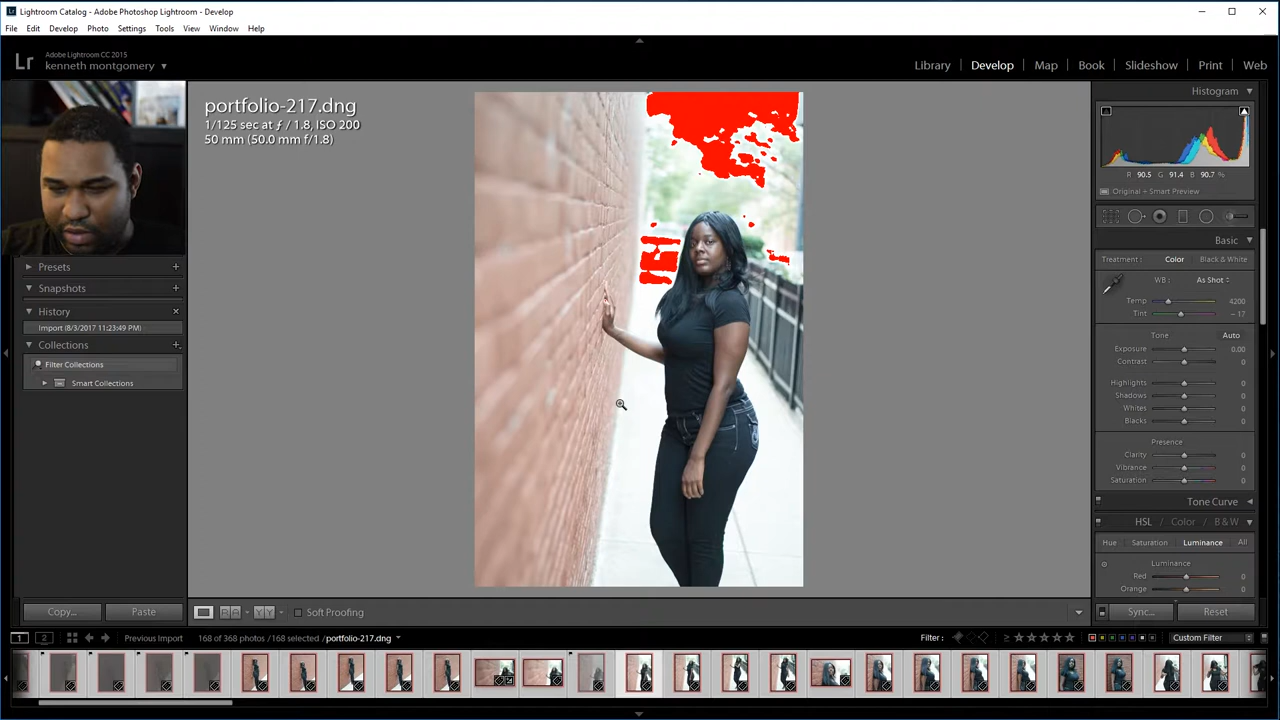 Lightroom Catalog - Adobe Photoshop Lightroom - Develop
File Edit Develop Photo Settings Tools View Window Help
Lr
Adobe Lightroom CC 2015
kenneth montgomery
Library Develop Map Book Slideshow Print Web
portfolio-217.dng
1/125 sec at ƒ / 1.8, ISO 200
50 mm (50.0 mm f/1.8)
Presets +
Snapshots +
History ×
Import (8/3/2017 11:23:49 PM)
Collections +
Filter Collections
Smart Collections
Histogram
R 90.5 G 91.4 B 90.7 %
Original + Smart Preview
Basic
Treatment: Color Black & White
WB: As Shot
Temp 4200
Tint – 17
Tone Auto
Exposure 0.00
Contrast 0
Highlights 0
Shadows 0
Whites 0
Blacks 0
Presence
Clarity 0
Vibrance 0
Saturation 0
Tone Curve
HSL / Color / B & W
Hue Saturation Luminance All
Luminance
Red 0
Orange 0
Copy... Paste
Soft Proofing
Sync... Reset
1 2 Previous Import 168 of 368 photos / 168 selected / portfolio-217.dng
Filter : Custom Filter